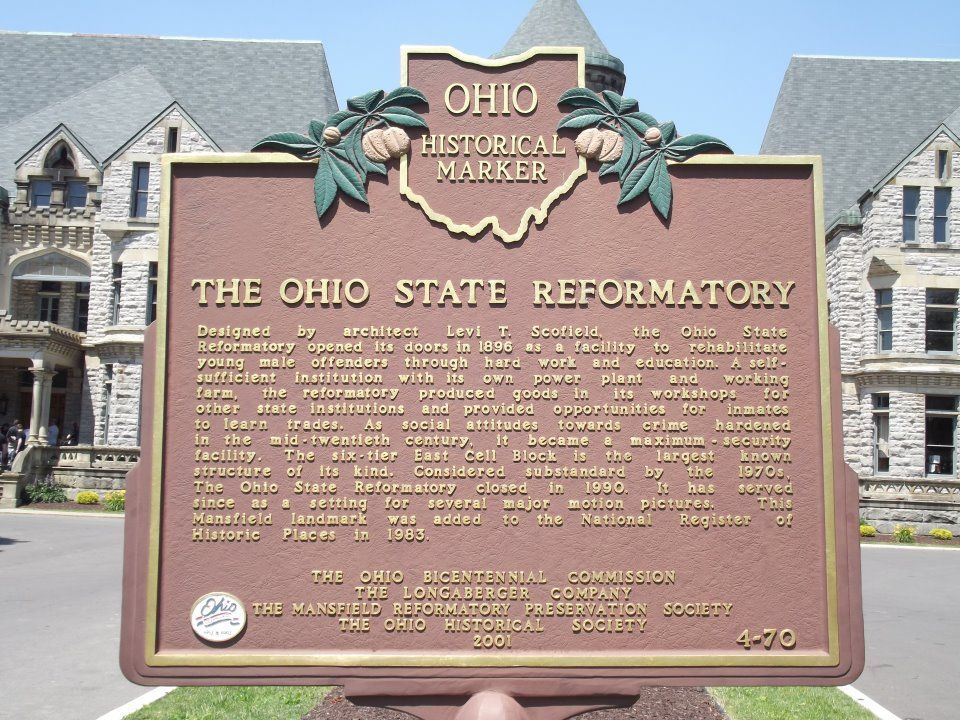 OHIO
HISTORICAL
MARKER
THE OHIO STATE REFORMATORY
Designed by architect Levi T. Scofield, the Ohio State
Reformatory opened its doors in 1896 as a facility to rehabilitate
young male offenders through hard work and education. A self-
sufficient institution with its own power plant and working
farm, the reformatory produced goods in its workshops for
other state institutions and provided opportunities for inmates
to learn trades. As social attitudes towards crime hardened
in the mid-twentieth century, it became a maximum-security
facility. The six-tier East Cell Block is the largest known
structure of its kind. Considered substandard by the 1970s,
The Ohio State Reformatory closed in 1990. It has served
since as a setting for several major motion pictures. This
Mansfield landmark was added to the National Register of
Historic Places in 1983.
THE OHIO BICENTENNIAL COMMISSION
THE LONGABERGER COMPANY
THE MANSFIELD REFORMATORY PRESERVATION SOCIETY
THE OHIO HISTORICAL SOCIETY
2001
4-70
Ohio